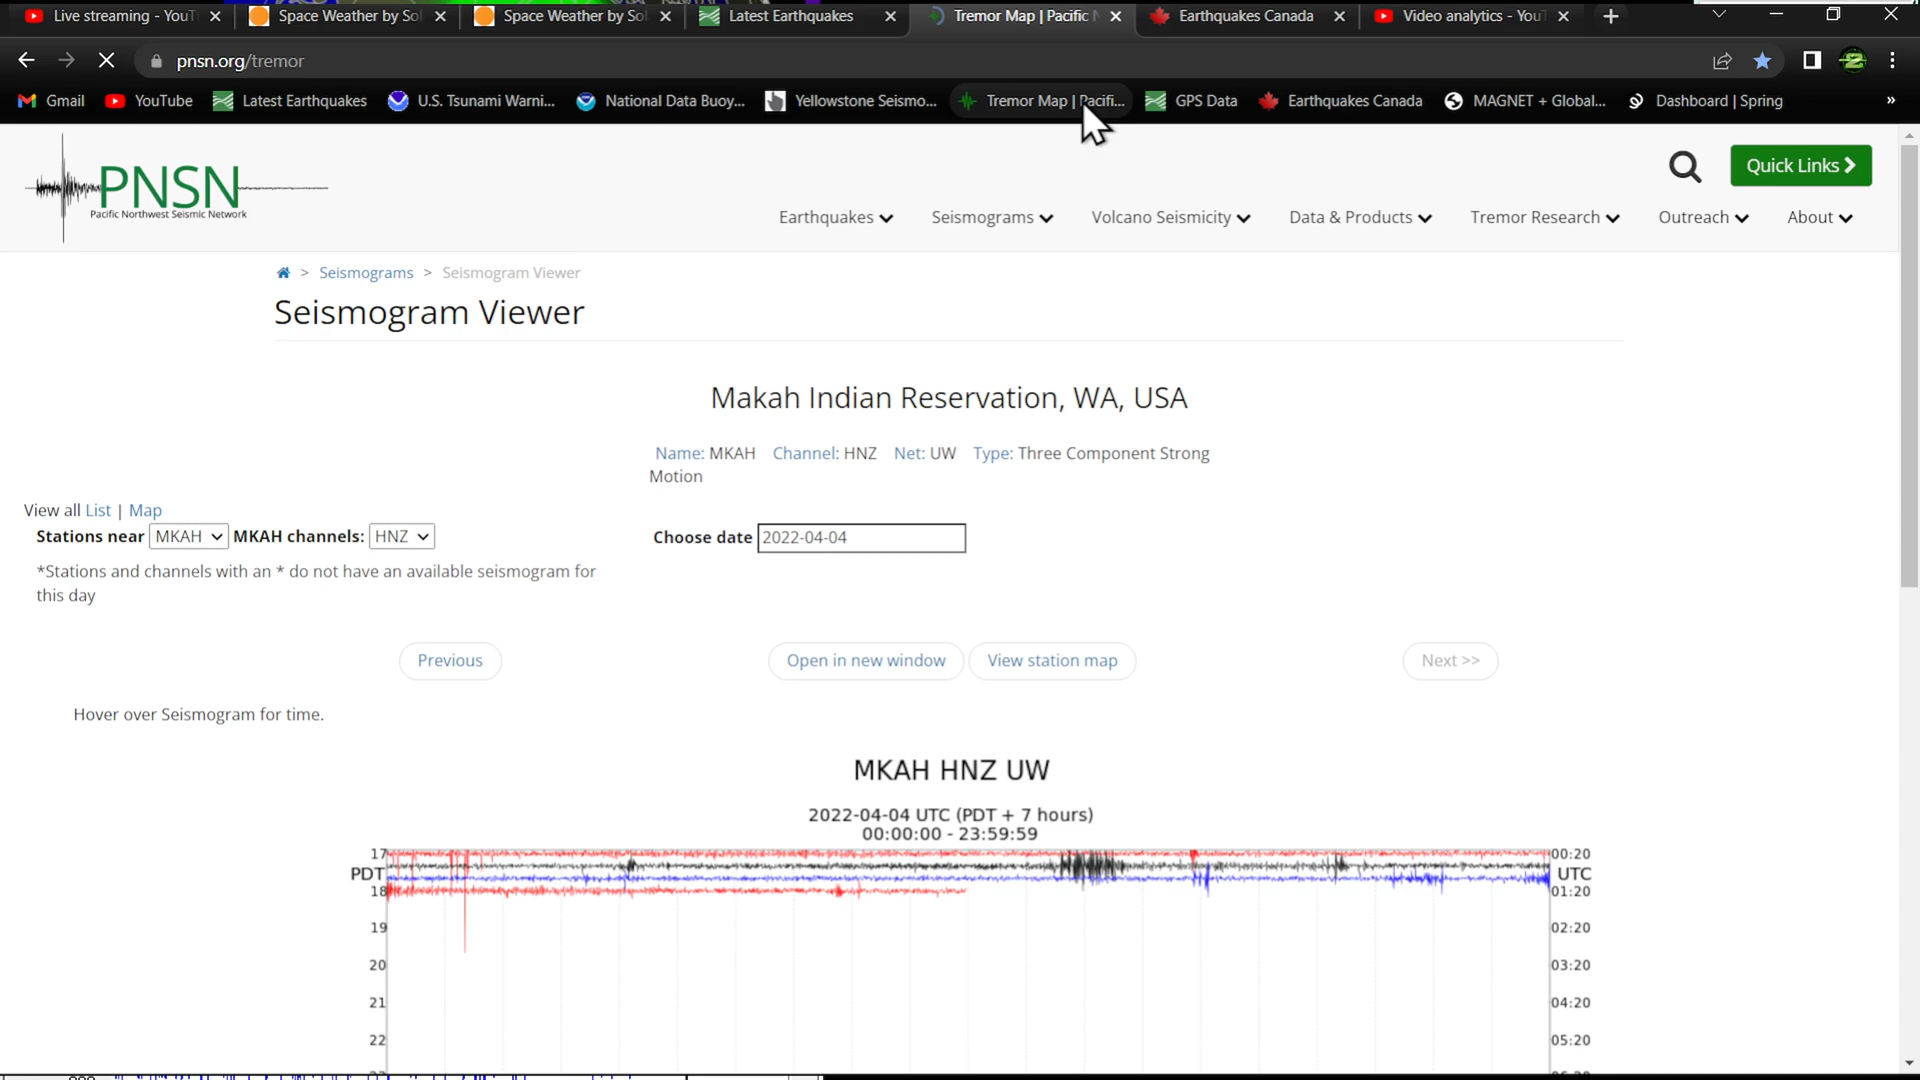 Live streaming - YouT
Space Weather by Sol
Space Weather by Sol
Latest Earthquakes
Tremor Map | Pacific N
Earthquakes Canada
Video analytics - YouT
pnsn.org/tremor
Gmail
YouTube
Latest Earthquakes
U.S. Tsunami Warni...
National Data Buoy...
Yellowstone Seismo...
Tremor Map | Pacifi...
GPS Data
Earthquakes Canada
MAGNET + Global...
Dashboard | Spring
»
PNSN
Pacific Northwest Seismic Network
Quick Links
Earthquakes
Seismograms
Volcano Seismicity
Data & Products
Tremor Research
Outreach
About
> Seismograms > Seismogram Viewer
Seismogram Viewer
Makah Indian Reservation, WA, USA
Name: MKAH Channel: HNZ Net: UW Type: Three Component Strong
Motion
View all List | Map
Stations near MKAH MKAH channels: HNZ
Choose date 2022-04-04
*Stations and channels with an * do not have an available seismogram for
this day
Previous
Open in new window
View station map
Next >>
Hover over Seismogram for time.
MKAH HNZ UW
2022-04-04 UTC (PDT + 7 hours)
00:00:00 - 23:59:59
17
00:20
PDT
UTC
18
01:20
19
02:20
20
03:20
21
04:20
22
05:20